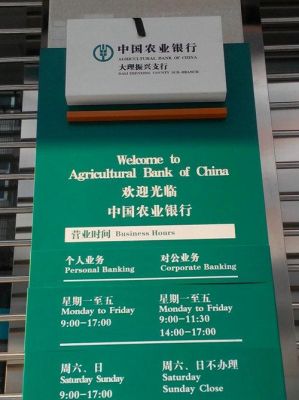 中国农业银行
AGRICULTURAL BANK OF CHINA
大理振兴支行
DALI ZHENXING COUNTY SUB-BRANCH
Welcome to
Agricultural Bank of China
欢迎光临
中国农业银行
营业时间 Business Hours
个人业务 对公业务
Personal Banking Corporate Banking
星期一至五 星期一至五
Monday to Friday Monday to Friday
9:00-17:00 9:00-11:30
14:00-17:00
周六、日 周六、日不办理
Saturday Sunday Saturday
9:00-17:00 Sunday Close